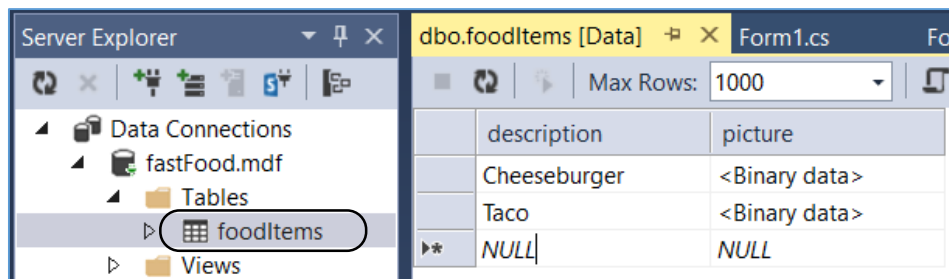 Server Explorer
Data Connections
fastFood.mdf
Tables
foodItems
Views
dbo.foodItems [Data] Form1.cs Fo
Max Rows: 1000
description picture
Cheeseburger <Binary data>
Taco <Binary data>
NULL NULL